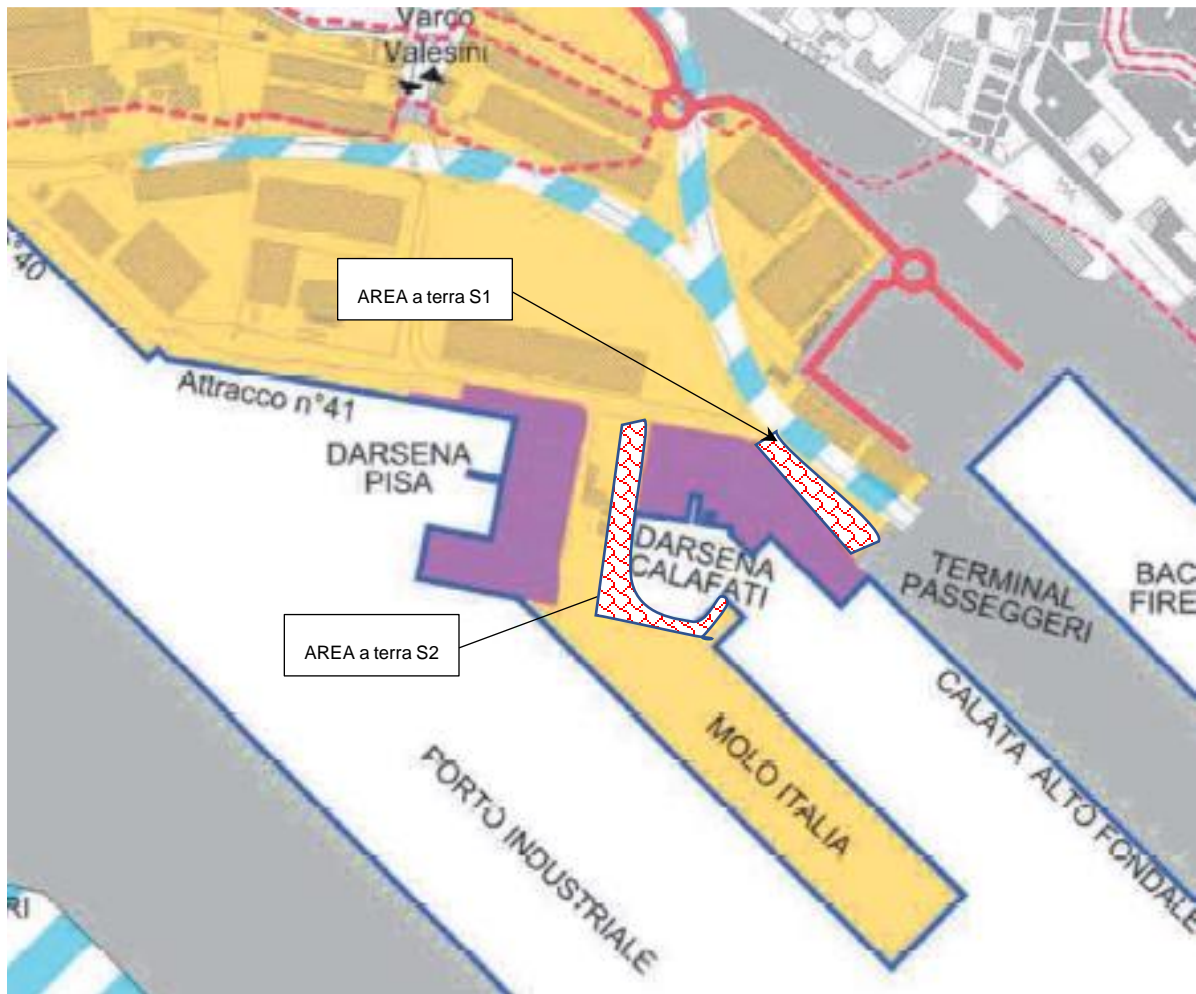 Varco
Valesini
AREA a terra S1
n°40
Attracco n°41
DARSENA
PISA
DARSENA
CALAFATI
TERMINAL
PASSEGGERI
BAC
FIRE
AREA a terra S2
MOLO ITALIA
CALATA ALTO FONDALE
PORTO INDUSTRIALE
RI